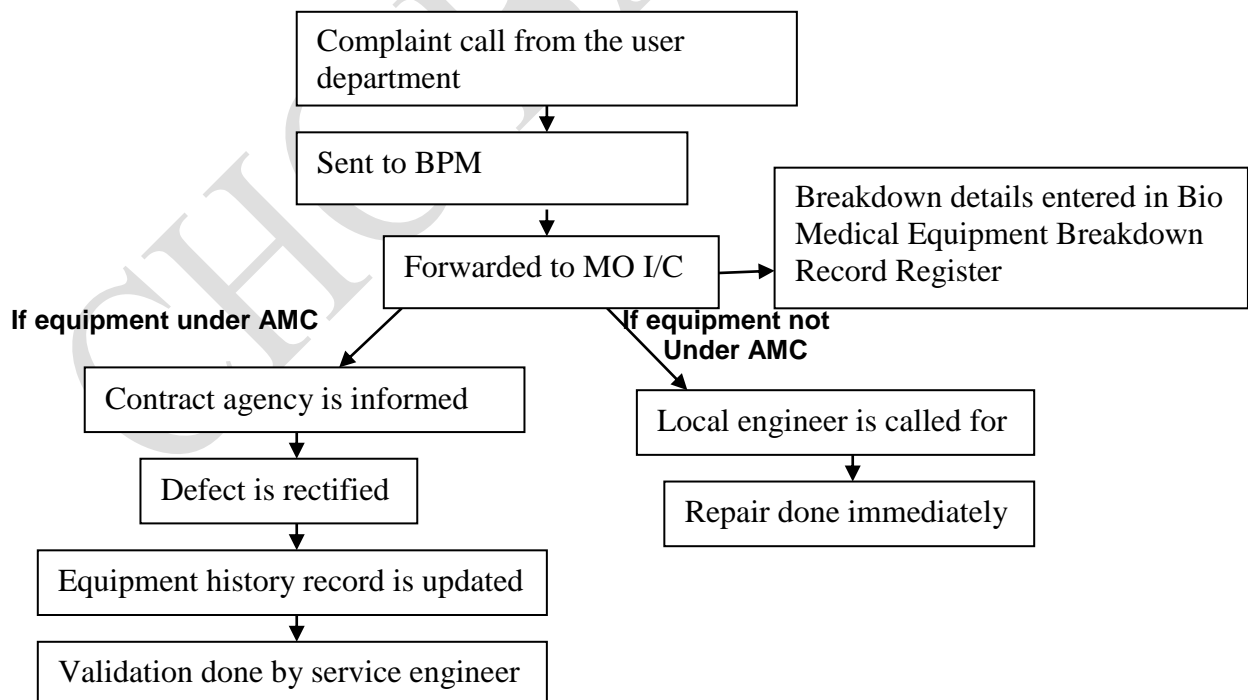 Complaint call from the user
department
Sent to BPM
Breakdown details entered in Bio
Medical Equipment Breakdown
Record Register
Forwarded to MO I/C
If equipment under AMC
If equipment not
Under AMC
Contract agency is informed
Local engineer is called for
Defect is rectified
Repair done immediately
Equipment history record is updated
Validation done by service engineer